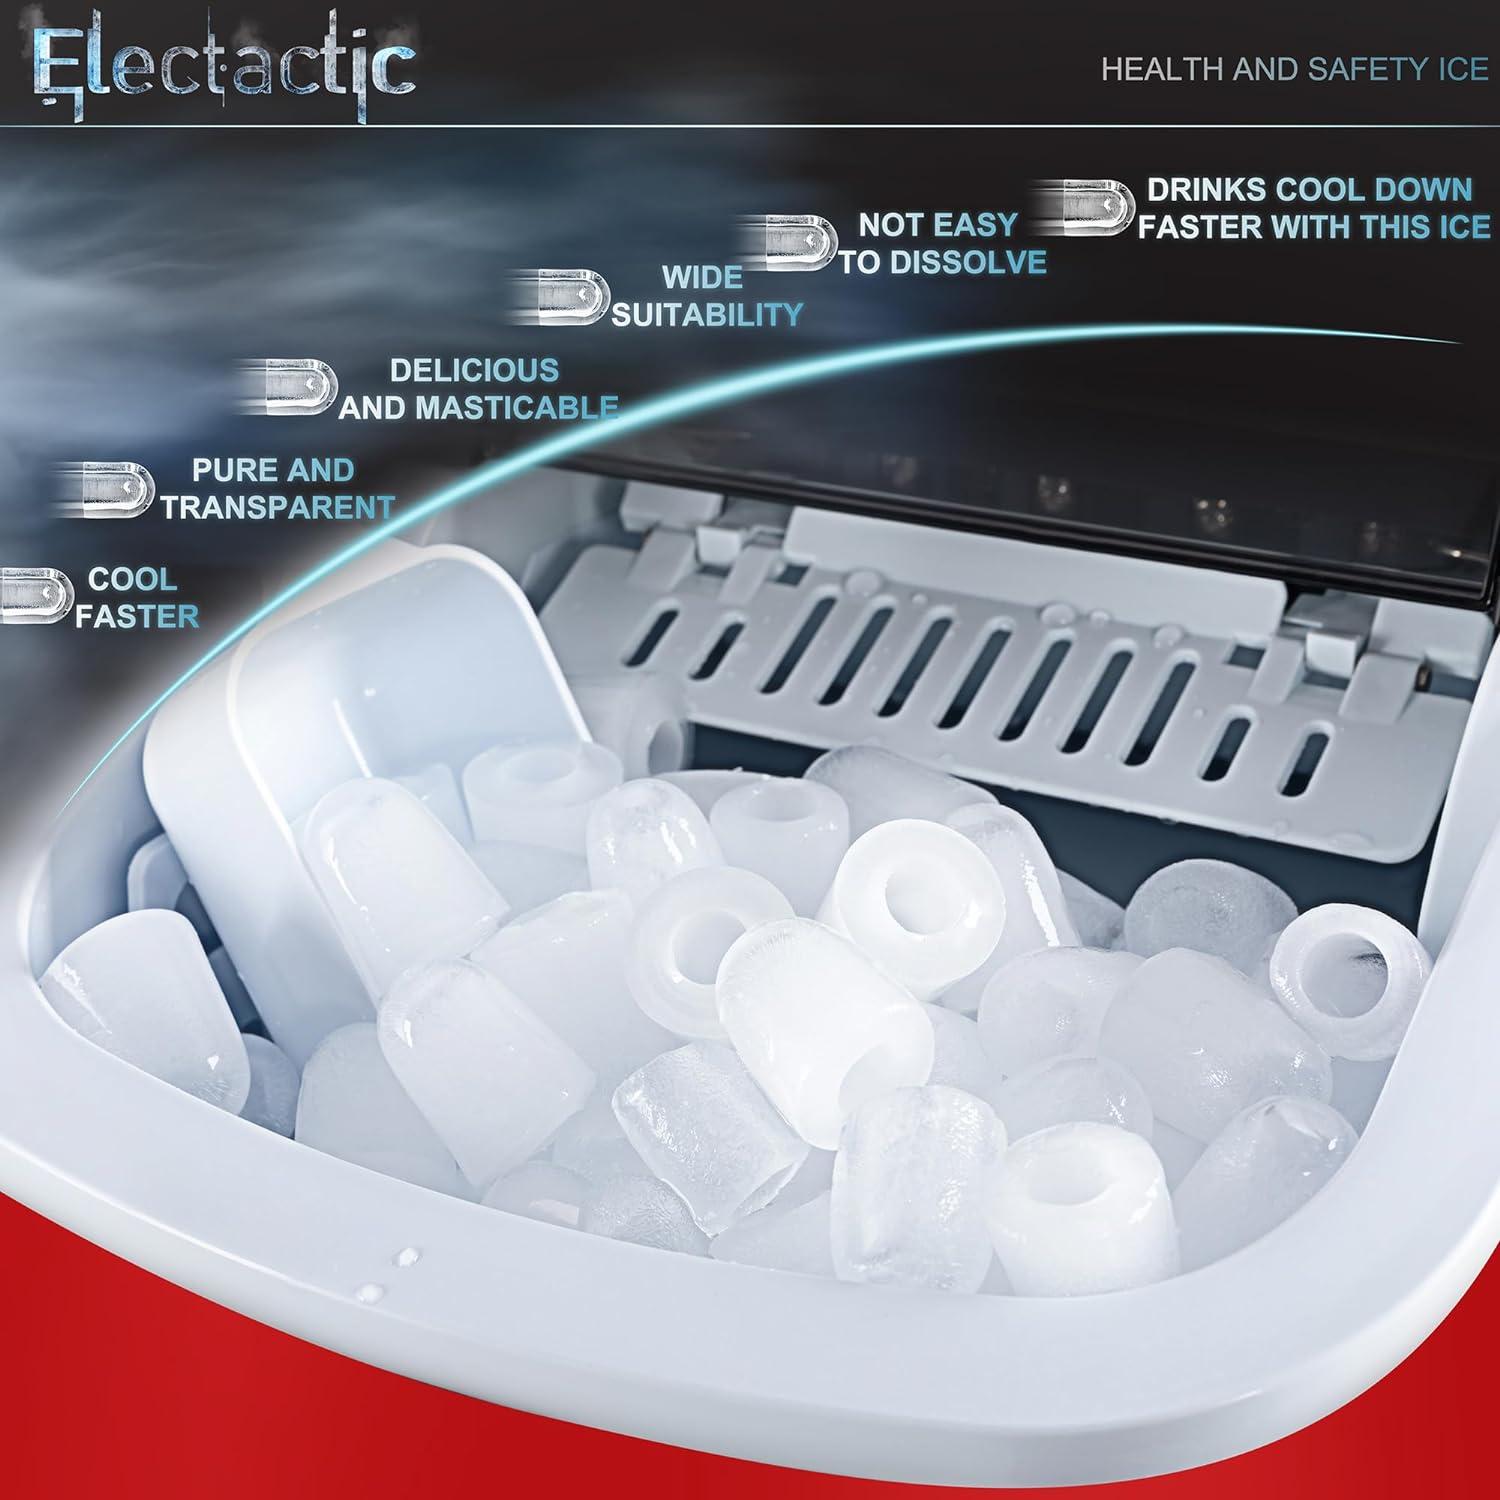 Electactic
HEALTH AND SAFETY ICE
DRINKS COOL DOWN
FASTER WITH THIS ICE
NOT EASY
TO DISSOLVE
WIDE
SUITABILITY
DELICIOUS
AND MASTICABLE
PURE AND
TRANSPARENT
COOL
FASTER